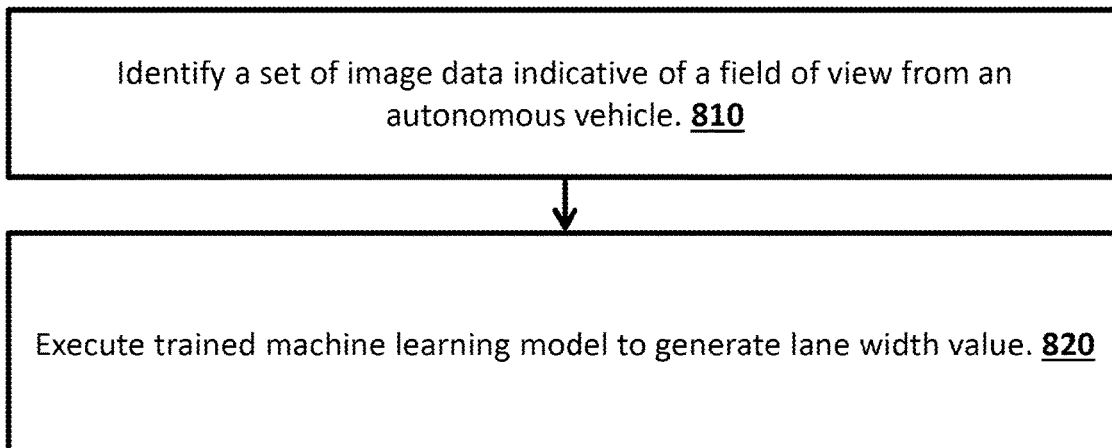 Identify a set of image data indicative of a field of view from an
autonomous vehicle. 810
Execute trained machine learning model to generate lane width value. 820